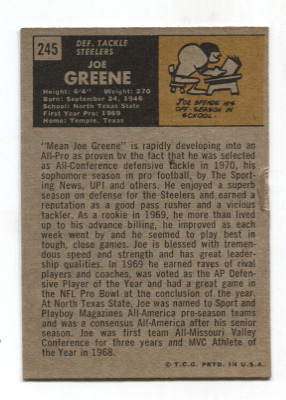 245
DEF. TACKLE
STEELERS
JOE
GREENE
Height: 6'4" Weight: 270
Born: September 24, 1946
School: North Texas State
First Year Pro: 1969
Home: Temple, Texas
JOE SPENDS HIS
OFF-SEASON IN
SCHOOL.
"Mean Joe Greene" is rapidly developing into an
All-Pro as proven by the fact that he was selected
as All-Conference defensive tackle in 1970, his
sophomore season in pro football, by The Sport-
ing News, UPI and others. He enjoyed a superb
season on defense for the Steelers and earned a
reputation as a good pass rusher and a vicious
tackler. As a rookie in 1969, he more than lived
up to his advance billing, he improved as each
week went by and he seemed to play best in
tough, close games. Joe is blessed with tremen-
dous speed and strength and has great leader-
ship qualities. In 1969 he earned raves of rival
players and coaches, was voted as the AP Defen-
sive Player of the Year and had a great game in
the NFL Pro Bowl at the conclusion of the year.
At North Texas State, Joe was named to Sport and
Playboy Magazines All-America pre-season teams
and was a consensus All-America after his senior
season. Joe was first team All-Missouri Valley
Conference for three years and MVC Athlete of
the Year in 1968.
© T.C.G. PRTD. IN U.S.A.